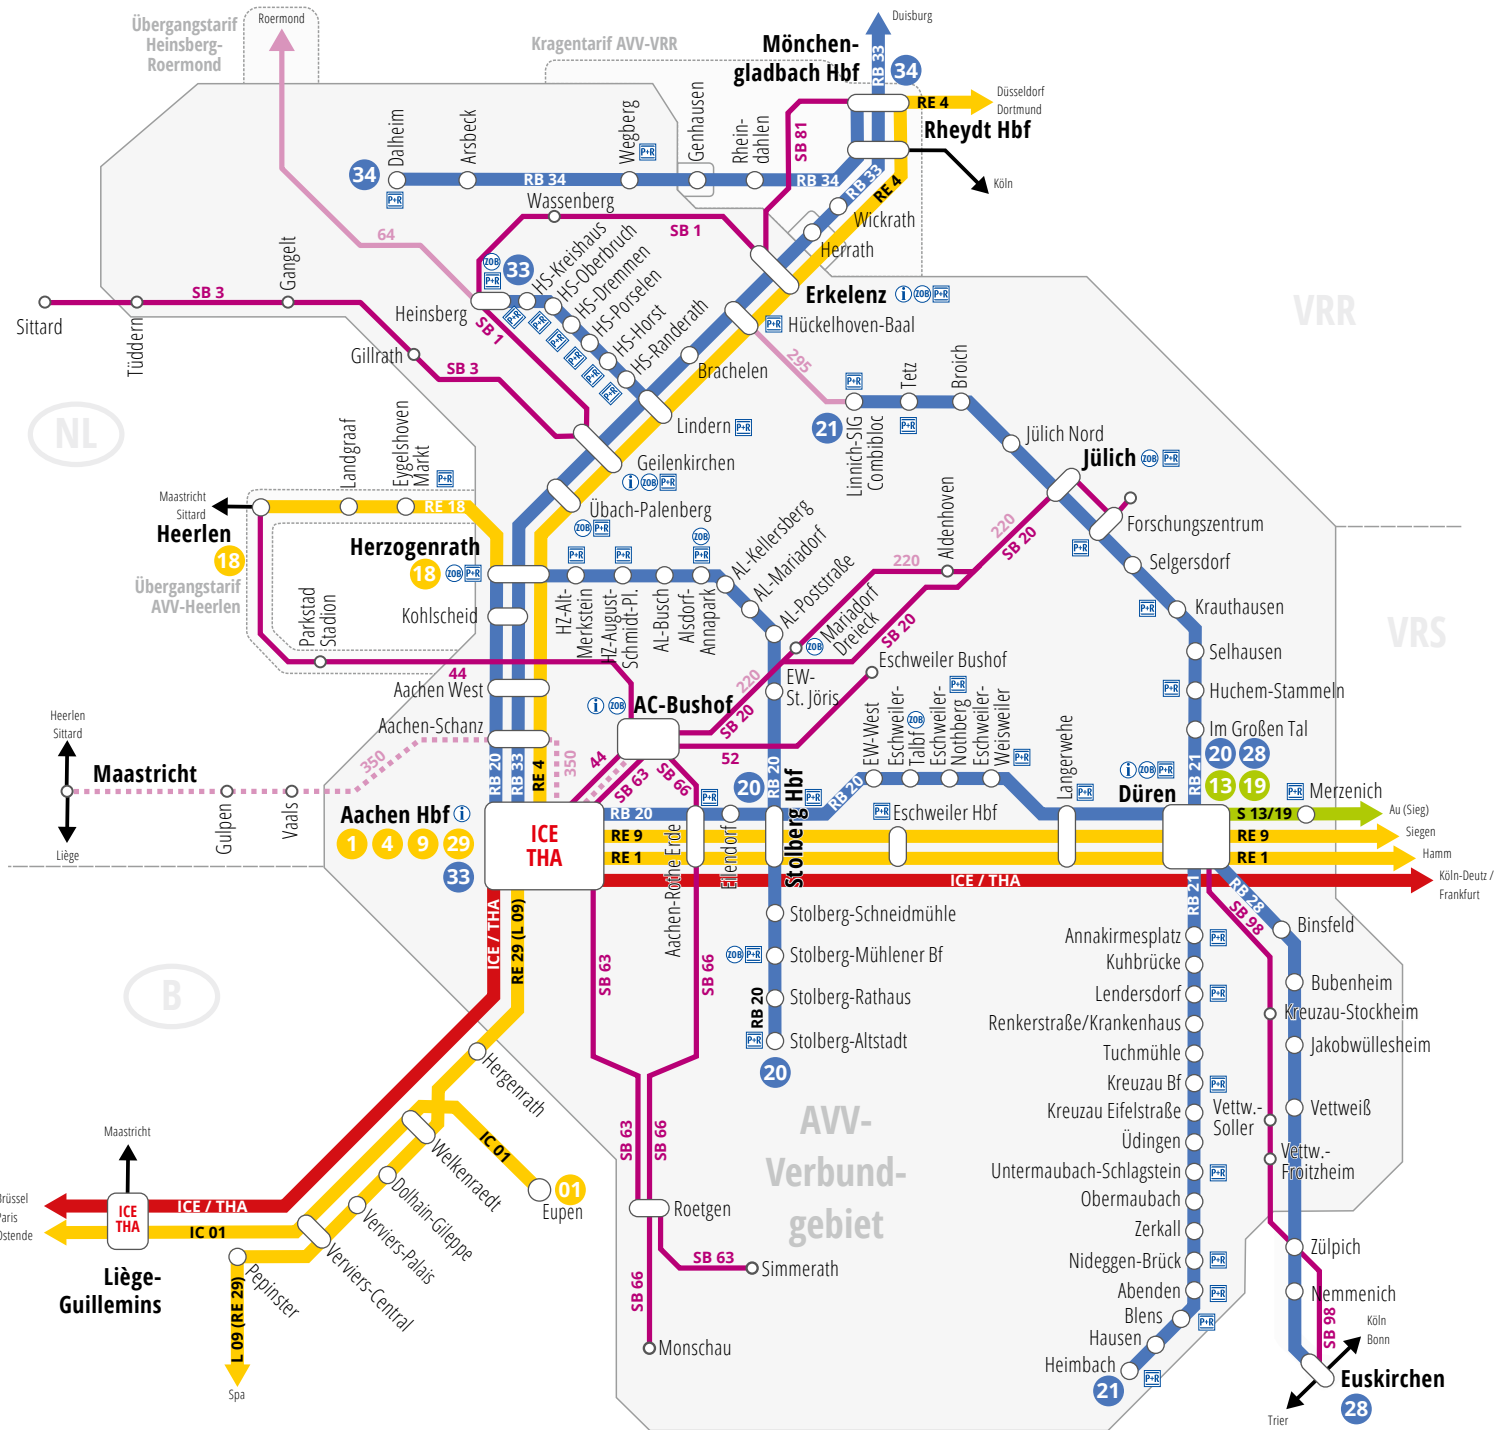 Übergangstarif
Heinsberg-
Roermond
Roermond
Kragentarif AVV-VRR
Mönchen-
gladbach Hbf
Duisburg
RB 33
34
RE 4
Düsseldorf
Dortmund
Rheydt Hbf
Köln
SB 81
34
Dalheim
P+R
Arsbeck
RB 34
Wegberg
P+R
Genhausen
Rhein-
dahlen
RB 34
RB 33
RE 4
Wickrath
Herrath
Wassenberg
SB 1
64
Gangelt
SB 3
Sittard
Tüddern
Gillrath
SB 3
Heinsberg
ZOB
P+R
33
SB 1
HS-Kreishaus
HS-Oberbruch
HS-Dremmen
HS-Porselen
HS-Horst
HS-Randerath
P+R
P+R
P+R
P+R
P+R
P+R
Erkelenz
i ZOB P+R
P+R Hückelhoven-Baal
Brachelen
295
VRR
Lindern P+R
Geilenkirchen
i ZOB P+R
Übach-Palenberg
ZOB P+R
P+R
21
Linnich-SIG
Combibloc
Tetz
P+R
Broich
Jülich Nord
Jülich ZOB P+R
Forschungszentrum
P+R
Selgersdorf
P+R
Krauthausen
Selhausen
P+R
Huchem-Stammeln
Im Großen Tal
VRS
NL
Landgraaf
Eygelshoven
Markt
P+R
Maastricht
Sittard
RE 18
Heerlen
18
Übergangstarif
AVV-Heerlen
Herzogenrath
18 ZOB P+R
Kohlscheid
Parkstad
Stadion
44
Aachen West
Aachen-Schanz
P+R
HZ-Alt-
Merkstein
P+R
HZ-August-
Schmidt-Pl.
AL-Busch
ZOB
P+R
Alsdorf-
Annapark
AL-Kellersberg
AL-Mariadorf
AL-Poststraße
ZOB
Mariadorf
Dreieck
220
Aldenhoven
220
SB 20
SB 20
Eschweiler Bushof
EW-
St. Jöris
220
SB 20
52
i ZOB
AC-Bushof
Heerlen
Sittard
Maastricht
350
Liège
Gulpen
Vaals
350
RB 20
RB 33
RE 4
44
SB 63
SB 66
Aachen Hbf i
1 4 9 29
33
ICE
THA
RB 20
RE 9
RE 1
ICE / THA
P+R
Aachen-Rothe Erde
Eilendorf
20
RB 20
Stolberg Hbf
P+R
RB 20
EW-West
Eschweiler-
Talbf
ZOB
Eschweiler-
Nothberg
P+R
Eschweiler-
Weisweiler
P+R
P+R Eschweiler Hbf
Langerwehe
P+R
i ZOB P+R
Düren
RB 21
20 28
13 19
P+R Merzenich
S 13/19
RE 9
RE 1
Au (Sieg)
Siegen
Hamm
Köln-Deutz /
Frankfurt
B
ICE / THA
RE 29 (L 09)
SB 63
SB 66
Stolberg-Schneidmühle
ZOB P+R Stolberg-Mühlener Bf
RB 20
Stolberg-Rathaus
P+R Stolberg-Altstadt
20
RB 21
RB 28
SB 98
Annakirmesplatz P+R
Kuhbrücke
Lendersdorf P+R
Renkerstraße/Krankenhaus
Tuchmühle
Kreuzau Bf P+R
Kreuzau Eifelstraße
Üdingen
Untermaubach-Schlagstein P+R
Obermaubach
Zerkall
Nideggen-Brück P+R
Abenden P+R
Blens P+R
Hausen
Heimbach P+R
21
Binsfeld
Bubenheim
Kreuzau-Stockheim
Jakobwüllesheim
Vettweiß
Vettw.-
Soller
Vettw.-
Froitzheim
Zülpich
Nemmenich
SB 98
Köln
Bonn
Euskirchen
28
Trier
Hergenrath
Welkenraedt
IC 01
01
Eupen
Dolhain-Gileppe
Verviers-Palais
Verviers-Central
Pepinster
L 09 (RE 29)
Spa
Maastricht
Brüssel
Paris
Ostende
ICE
THA
ICE / THA
IC 01
Liège-
Guillemins
SB 63
SB 66
Roetgen
SB 63
Simmerath
SB 66
Monschau
AVV-
Verbund-
gebiet